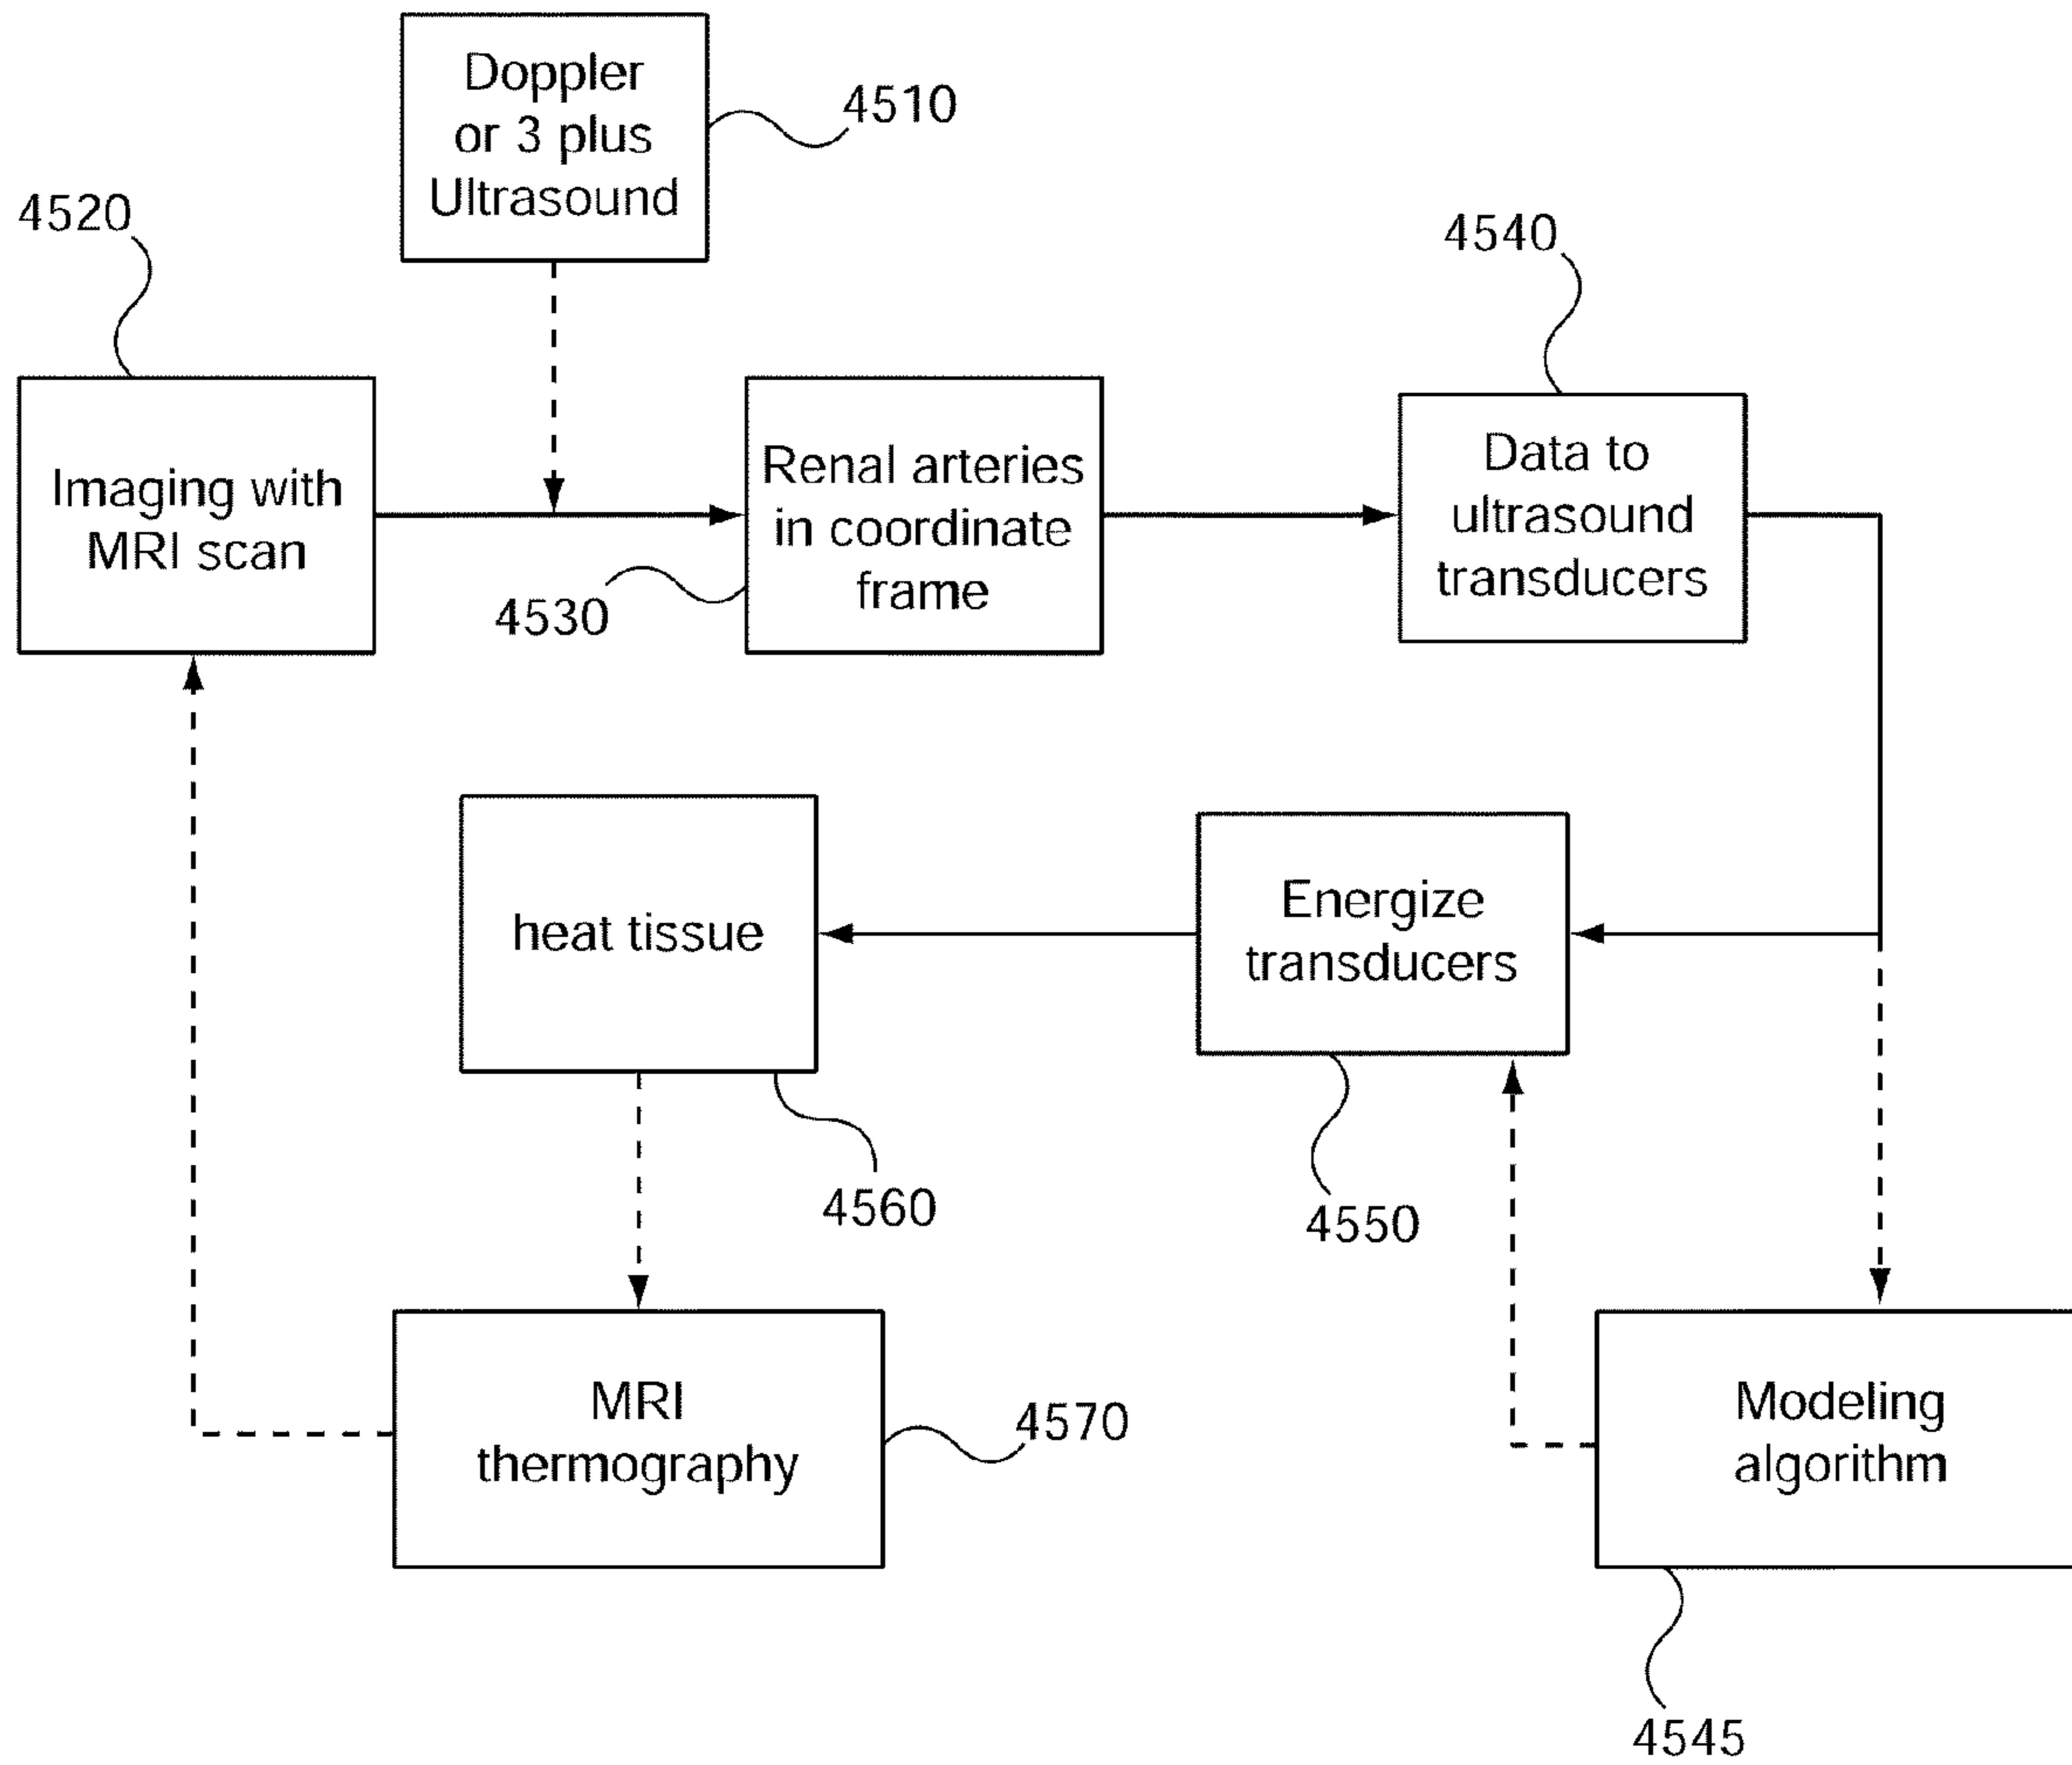 Doppler
or 3 plus
Ultrasound
4510
4520
4540
Imaging with
MRI scan
Renal arteries
in coordinate
frame
4530
Data to
ultrasound
transducers
heat tissue
Energize
transducers
4560
4550
MRI
thermography
4570
Modeling
algorithm
4545